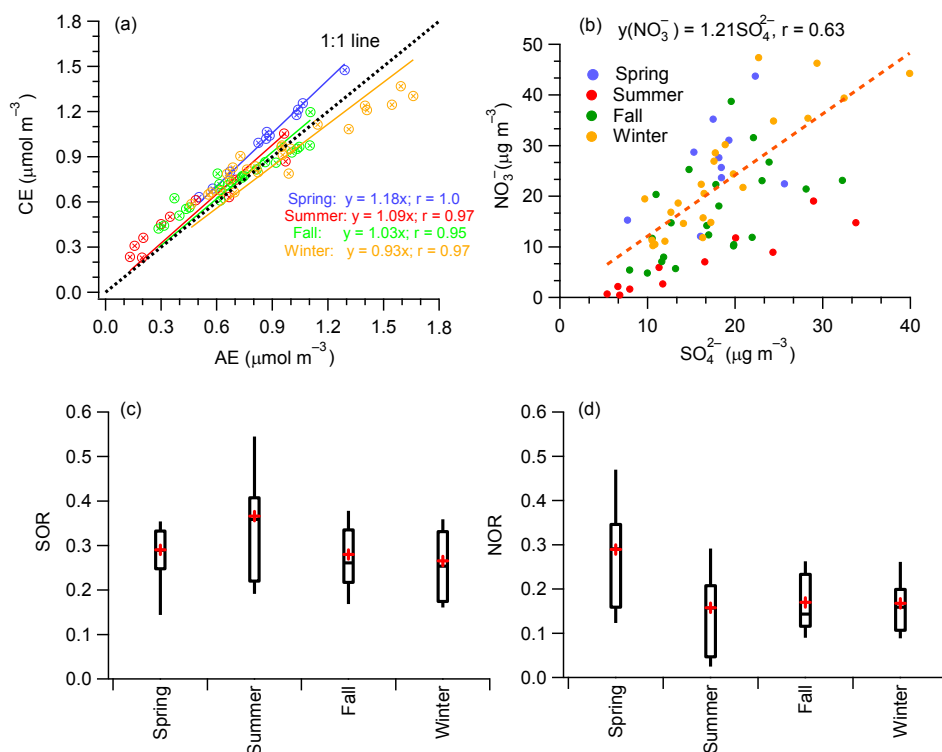 (a)
1:1 line
1.8
1.5
1.2
0.9
0.6
0.3
0.0
CE (μmol m⁻³)
Spring: y = 1.18x; r = 1.0
Summer: y = 1.09x; r = 0.97
Fall: y = 1.03x; r = 0.95
Winter: y = 0.93x; r = 0.97
0.0 0.3 0.6 0.9 1.2 1.5 1.8
AE (μmol m⁻³)
(b)
y(NO₃⁻) = 1.21SO₄²⁻, r = 0.63
Spring
Summer
Fall
Winter
50
40
30
20
10
0
NO₃⁻(μg m⁻³)
0 10 20 30 40
SO₄²⁻ (μg m⁻³)
(c)
0.6
0.5
0.4
0.3
0.2
0.1
0.0
SOR
Spring
Summer
Fall
Winter
(d)
0.6
0.5
0.4
0.3
0.2
0.1
0.0
NOR
Spring
Summer
Fall
Winter